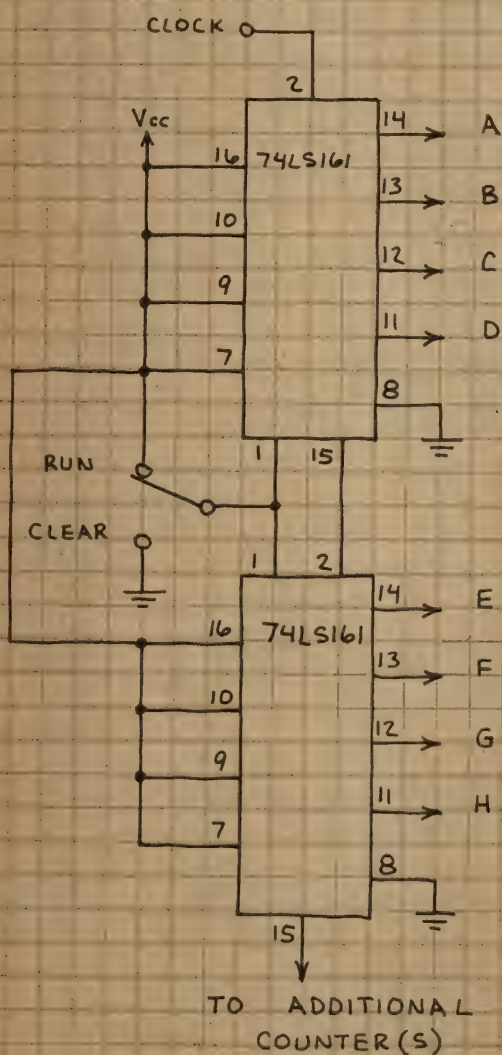 CLOCK
2
Vcc
16 74LS161 14 A
10 13 B
9 12 C
7 11 D
8
RUN
1 15
CLEAR
1 2
16 74LS161 14 E
10 13 F
9 12 G
7 11 H
8
15
TO ADDITIONAL
COUNTER(S)